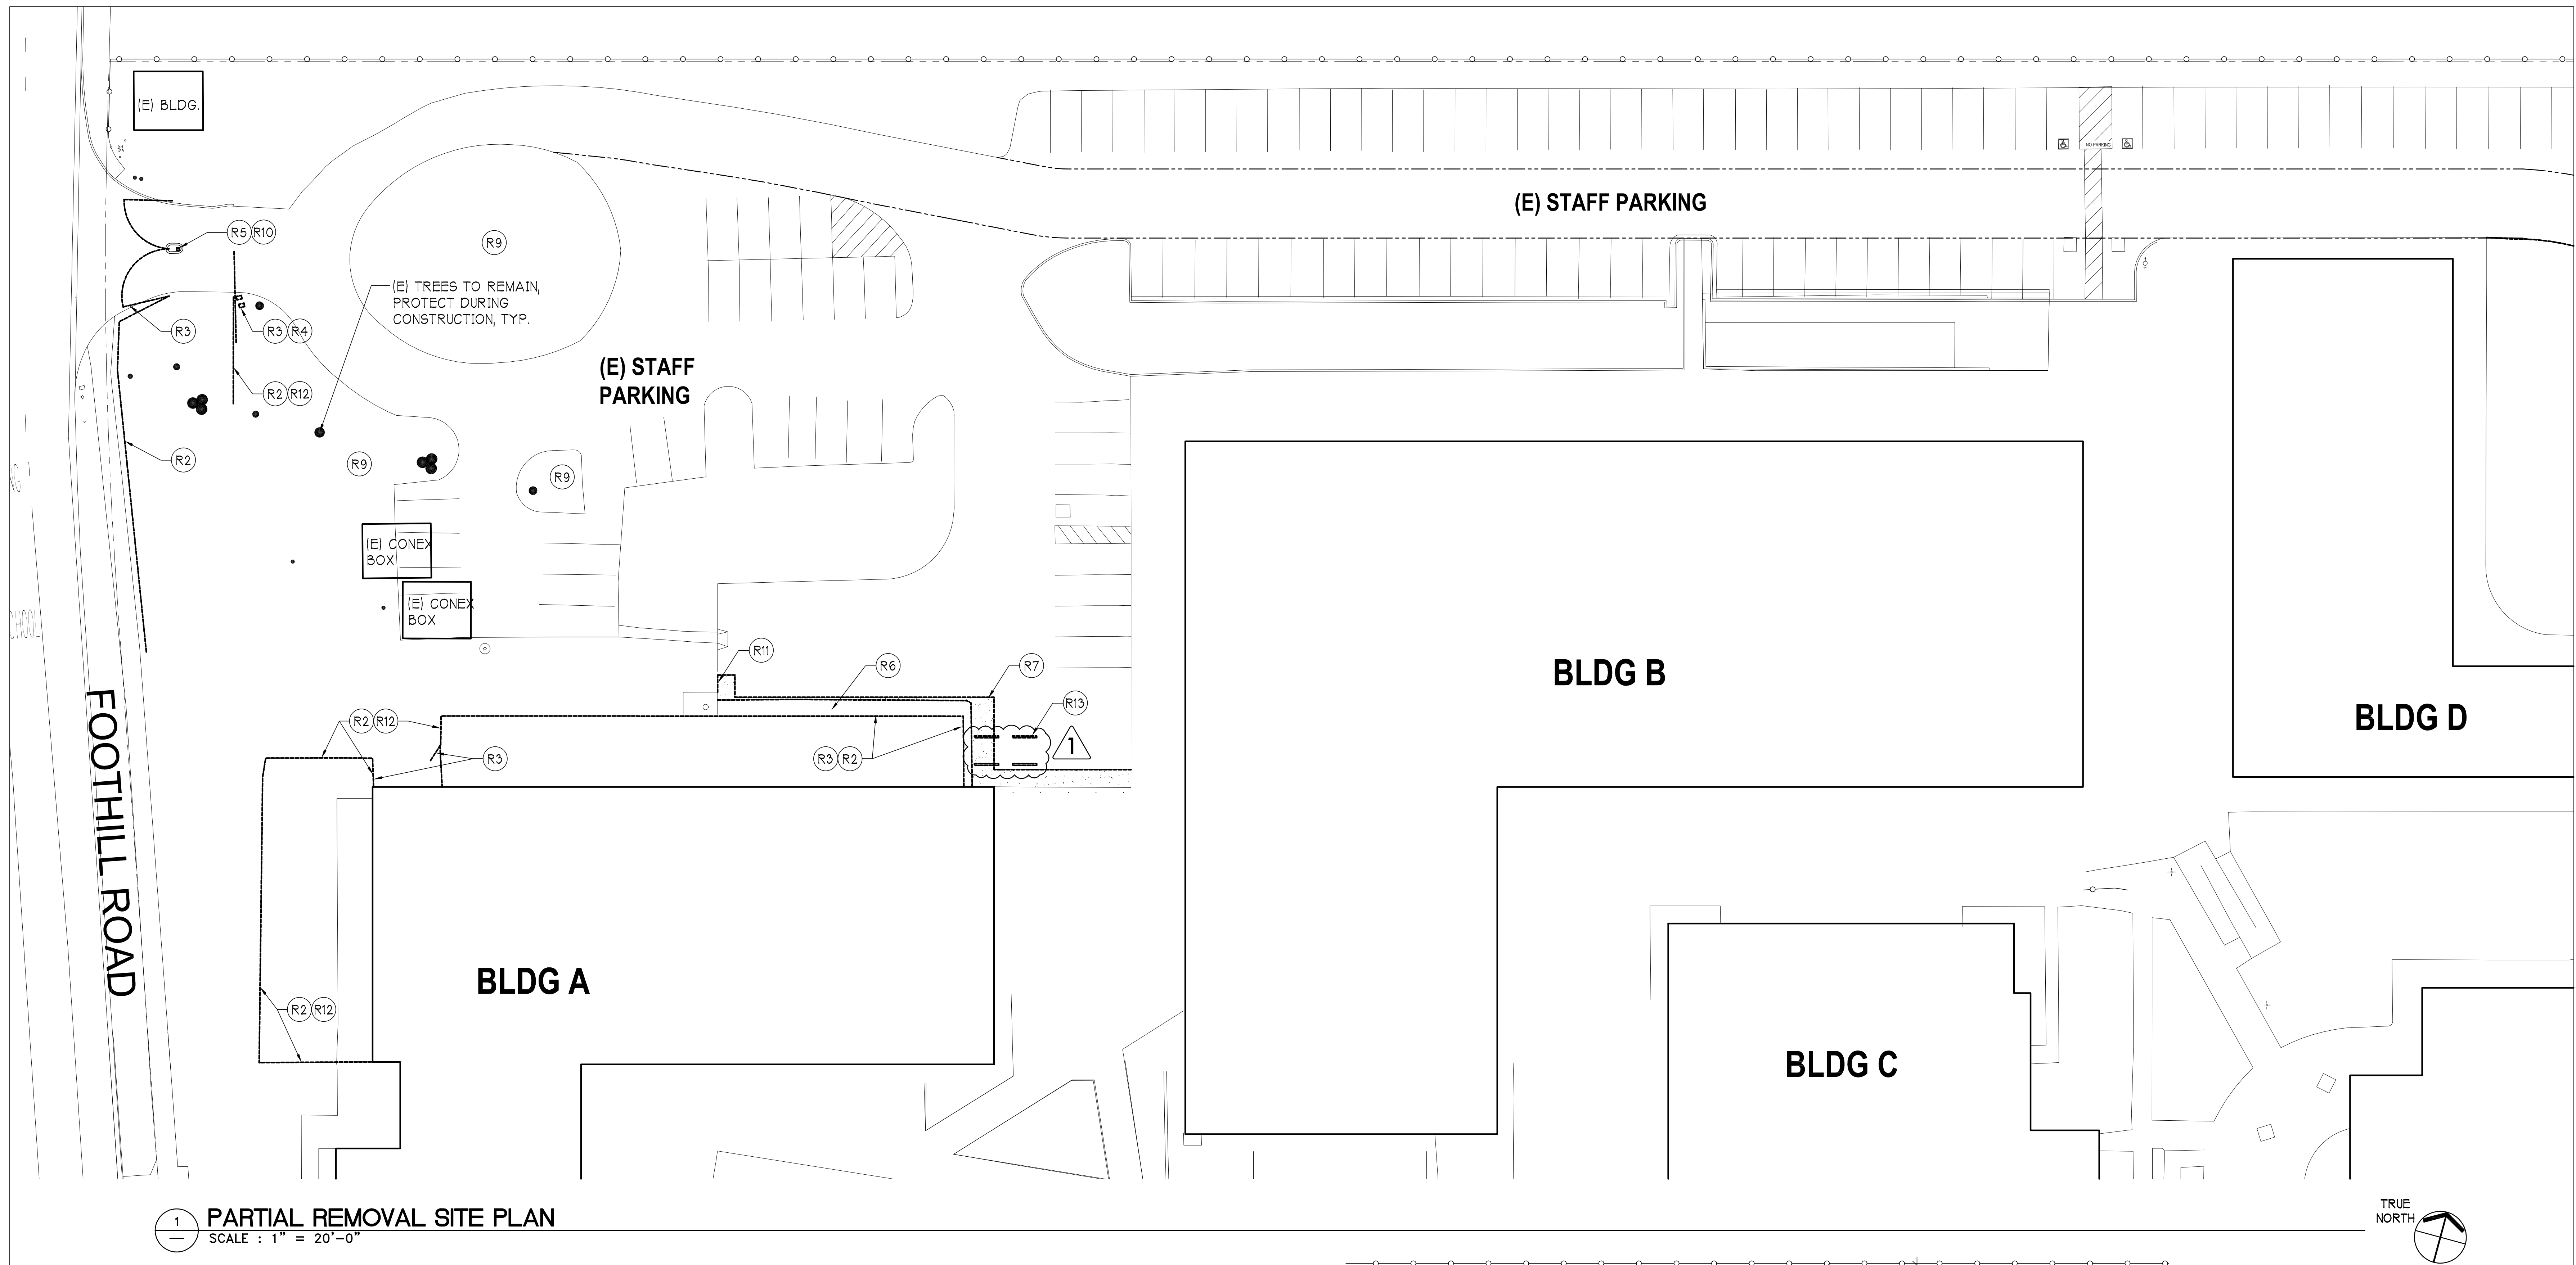 (E) BLDG.
NO PARKING
(E) STAFF PARKING
R5 R10
R9
(E) TREES TO REMAIN,
PROTECT DURING
CONSTRUCTION, TYP.
R3
R3 R4
(E) STAFF
PARKING
R2 R12
R2
R9
R9
(E) CONEX
BOX
(E) CONEX
BOX
R11
R6
R7
BLDG B
R13
BLDG D
R2 R12
1
R3
R3 R2
FOOTHILL ROAD
BLDG A
R2 R12
BLDG C
1
PARTIAL REMOVAL SITE PLAN
SCALE : 1" = 20'-0"
TRUE
NORTH